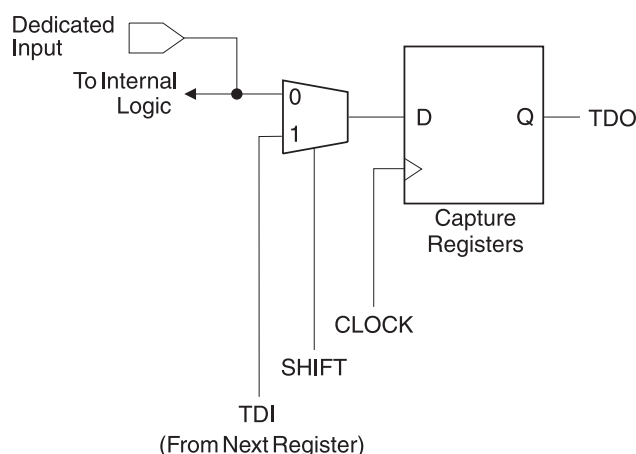 Dedicated
Input
To Internal
Logic
0
1
D
Q
TDO
Capture
Registers
CLOCK
SHIFT
TDI
(From Next Register)